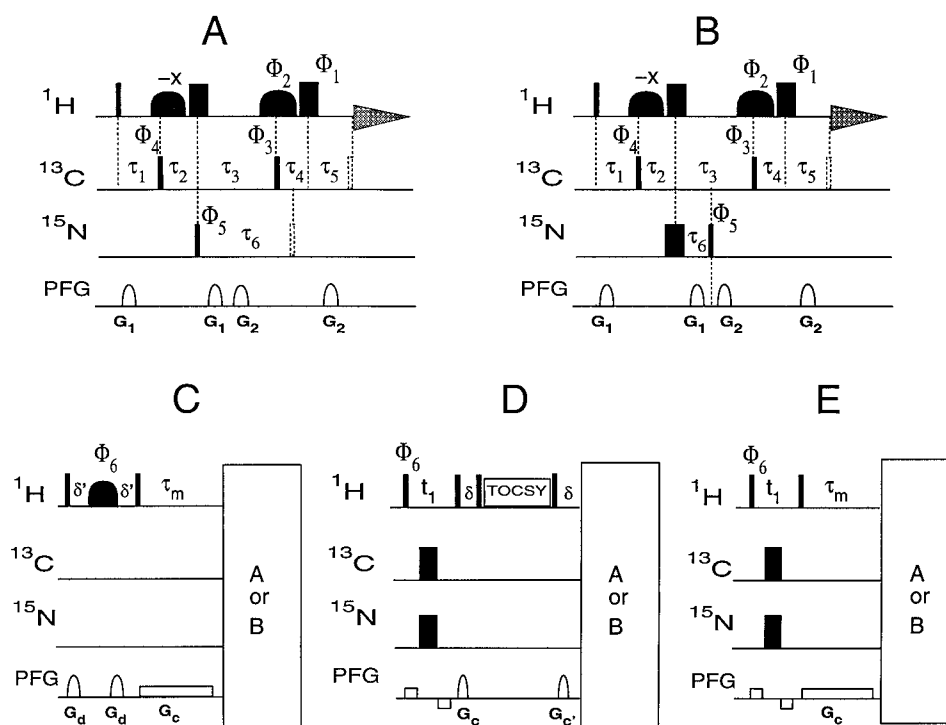 A B
−x Φ2 Φ1 −x Φ2 Φ1
1H 1H
Φ4 Φ3 Φ4 Φ3
τ1 τ2 τ3 τ4 τ5 τ1 τ2 τ3 τ4 τ5
13C 13C
Φ5 τ6 τ6 Φ5
15N 15N
PFG PFG
G1 G1 G2 G2 G1 G1 G2 G2
C D E
Φ6 Φ6 Φ6
1H δ' δ' τm 1H t1 δ TOCSY δ 1H t1 τm
13C 13C 13C
A or B A or B A or B
15N 15N 15N
PFG PFG PFG
Gd Gd Gc Gc Gc' Gc